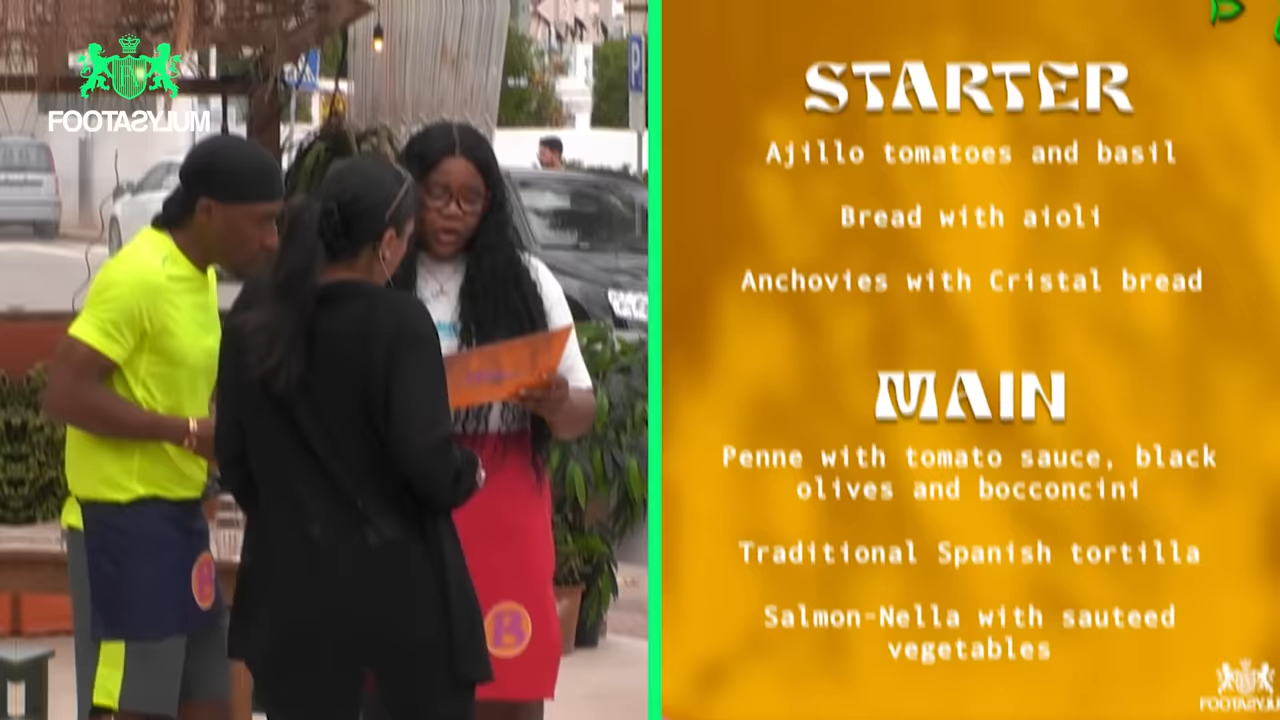 FOOTASYLUM
P
STARTER
Ajillo tomatoes and basil
Bread with aioli
Anchovies with Cristal bread
MAIN
Penne with tomato sauce, black
olives and bocconcini
Traditional Spanish tortilla
Salmon-Nella with sauteed
vegetables
B
B